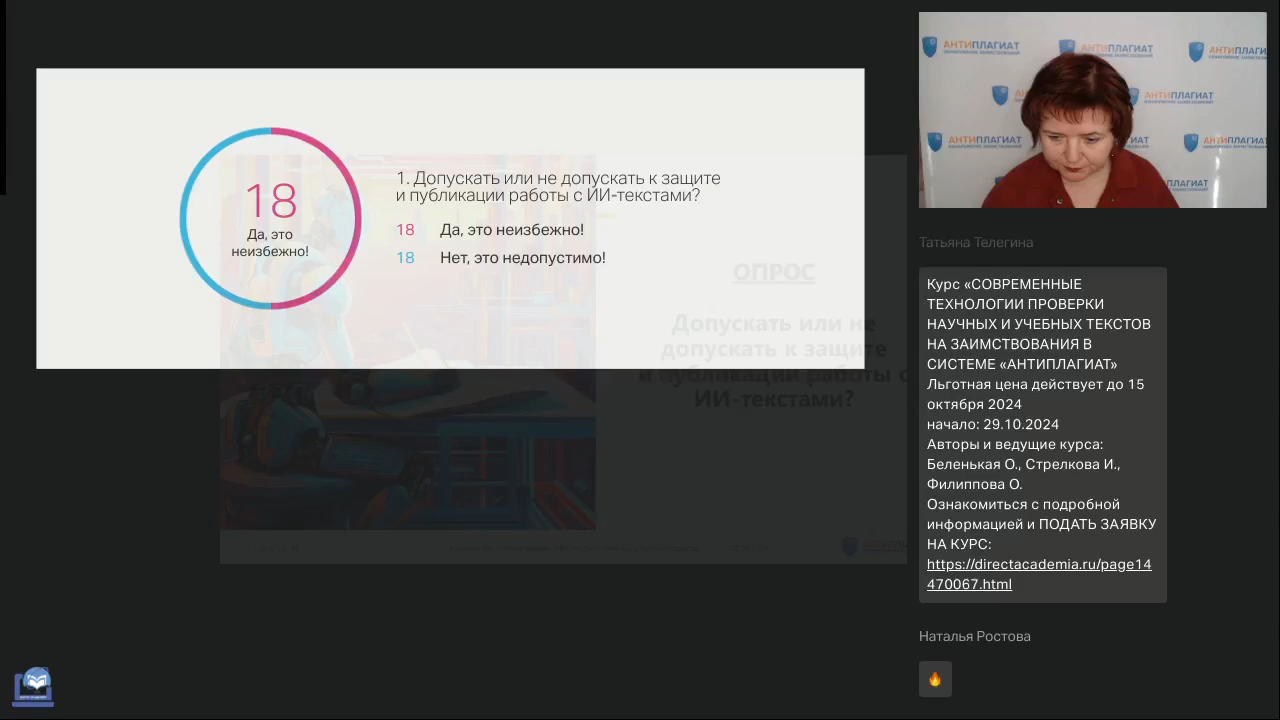 18
Да, это
неизбежно!
1. Допускать или не допускать к защите
и публикации работы с ИИ-текстами?
18 Да, это неизбежно!
18 Нет, это недопустимо!
ОПРОС
Допускать или не
допускать к защите
и публикации работы с
ИИ-текстами?
АНТИПЛАГИАТ
АНТИПЛАГИАТ
АНТИПЛАГИ
АНТИПЛАГИАТ
АНТИПЛАГИАТ
Татьяна Телегина
Курс «СОВРЕМЕННЫЕ
ТЕХНОЛОГИИ ПРОВЕРКИ
НАУЧНЫХ И УЧЕБНЫХ ТЕКСТОВ
НА ЗАИМСТВОВАНИЯ В
СИСТЕМЕ «АНТИПЛАГИАТ»
Льготная цена действует до 15
октября 2024
начало: 29.10.2024
Авторы и ведущие курса:
Беленькая О., Стрелкова И.,
Филиппова О.
Ознакомиться с подробной
информацией и ПОДАТЬ ЗАЯВКУ
НА КУРС:
https://directacademia.ru/page14
470067.html
Наталья Ростова